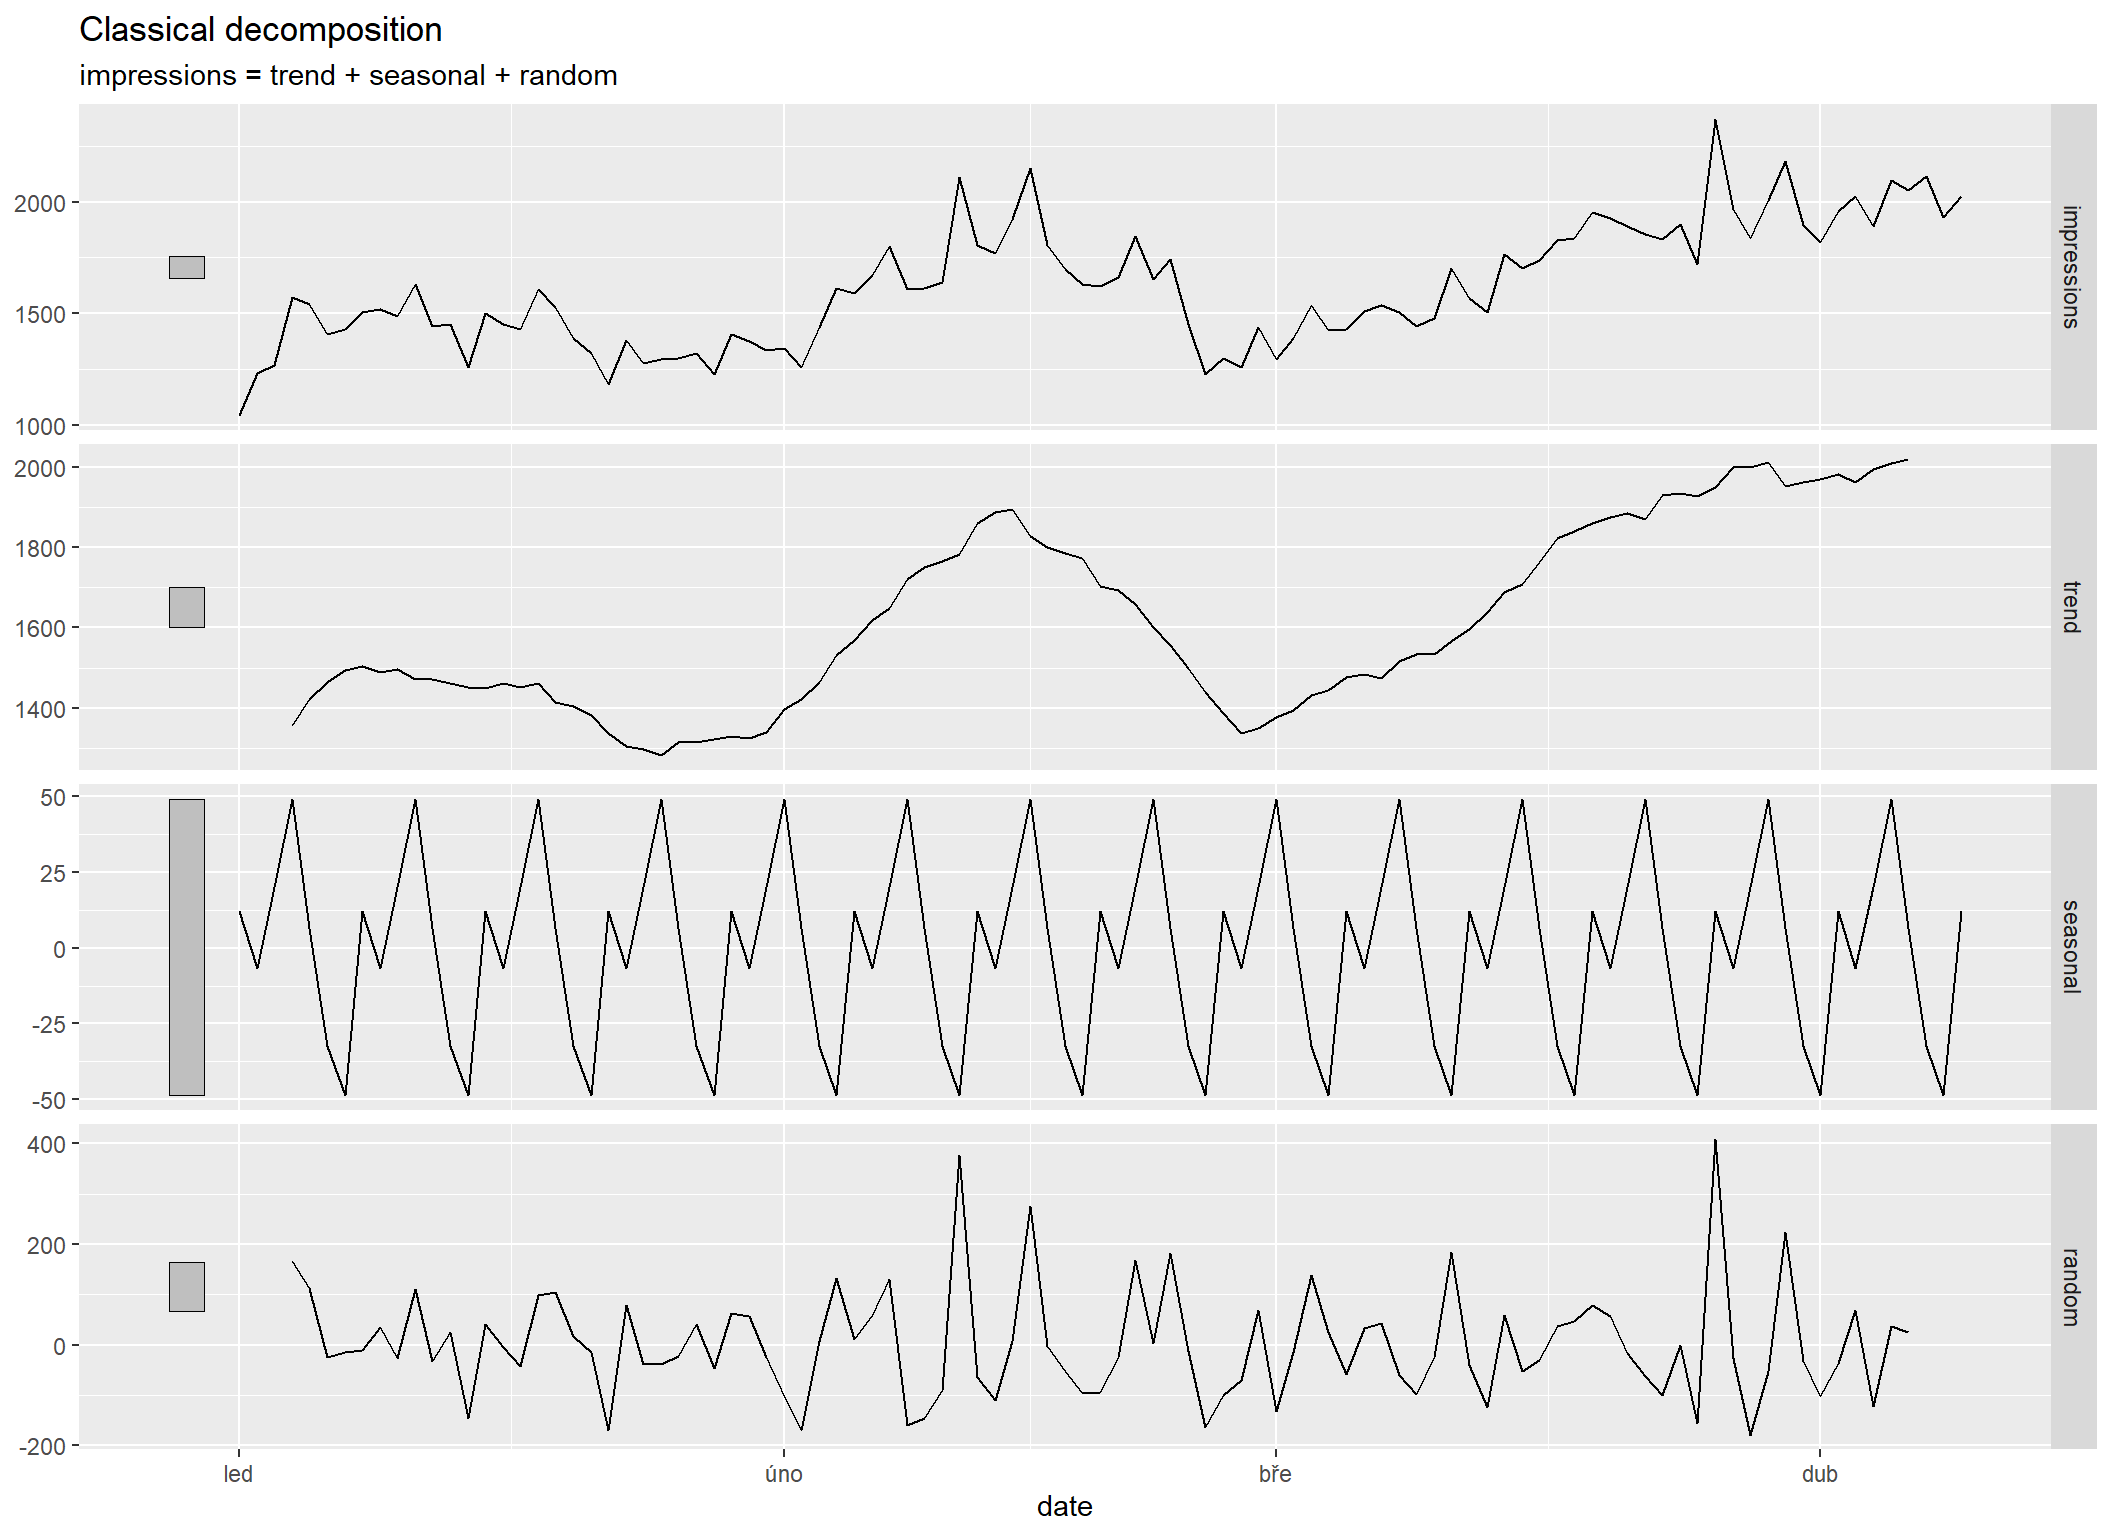 Classical decomposition
impressions = trend + seasonal + random
2000
1500
1000
impressions
2000
1800
1600
1400
trend
50
25
0
-25
-50
seasonal
400
200
0
-200
random
led
úno
bře
dub
date